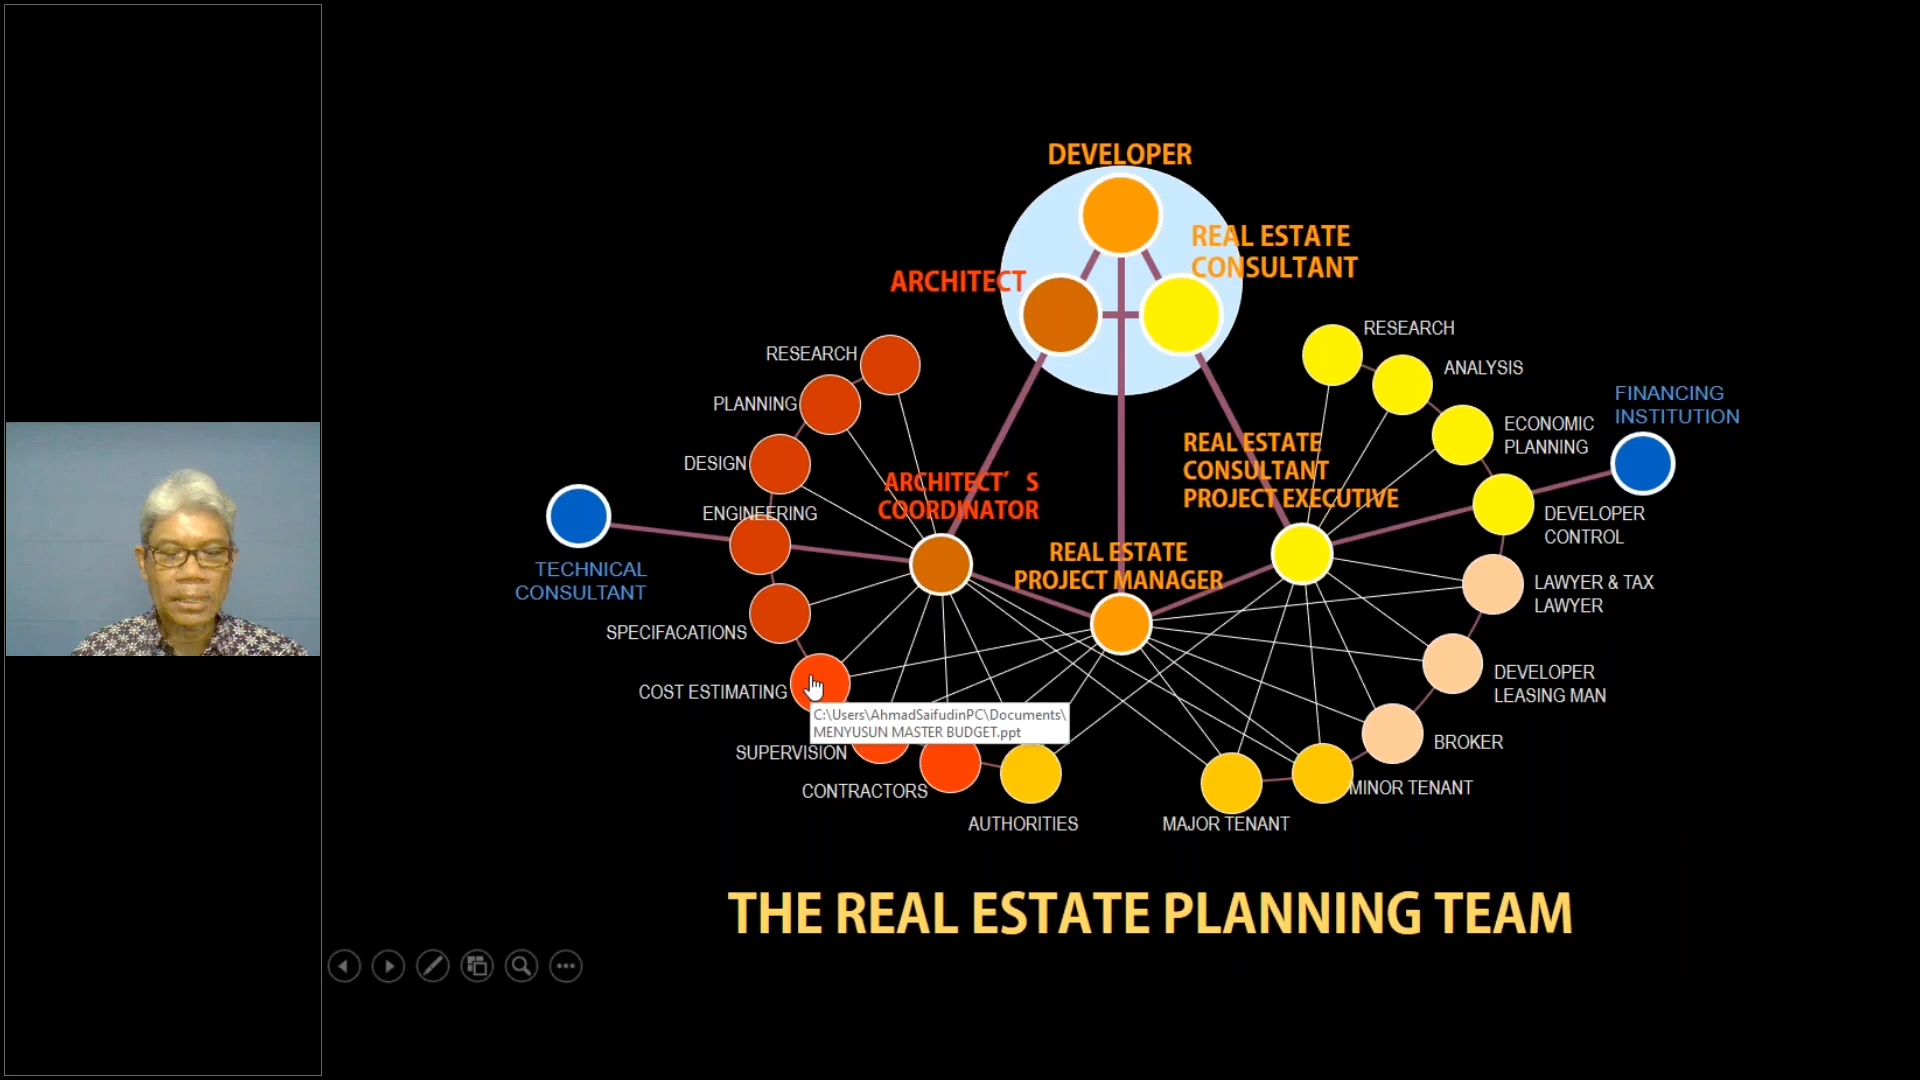 DEVELOPER
REAL ESTATE
CONSULTANT
ARCHITECT
RESEARCH
PLANNING
DESIGN
ENGINEERING
TECHNICAL
CONSULTANT
SPECIFACATIONS
COST ESTIMATING
SUPERVISION
CONTRACTORS
AUTHORITIES
ARCHITECT’S
COORDINATOR
REAL ESTATE
PROJECT MANAGER
REAL ESTATE
CONSULTANT
PROJECT EXECUTIVE
RESEARCH
ANALYSIS
ECONOMIC
PLANNING
FINANCING
INSTITUTION
DEVELOPER
CONTROL
LAWYER & TAX
LAWYER
DEVELOPER
LEASING MAN
BROKER
MINOR TENANT
MAJOR TENANT
C:\Users\AhmadSaifudinPC\Documents\
MENYUSUN MASTER BUDGET.ppt
THE REAL ESTATE PLANNING TEAM